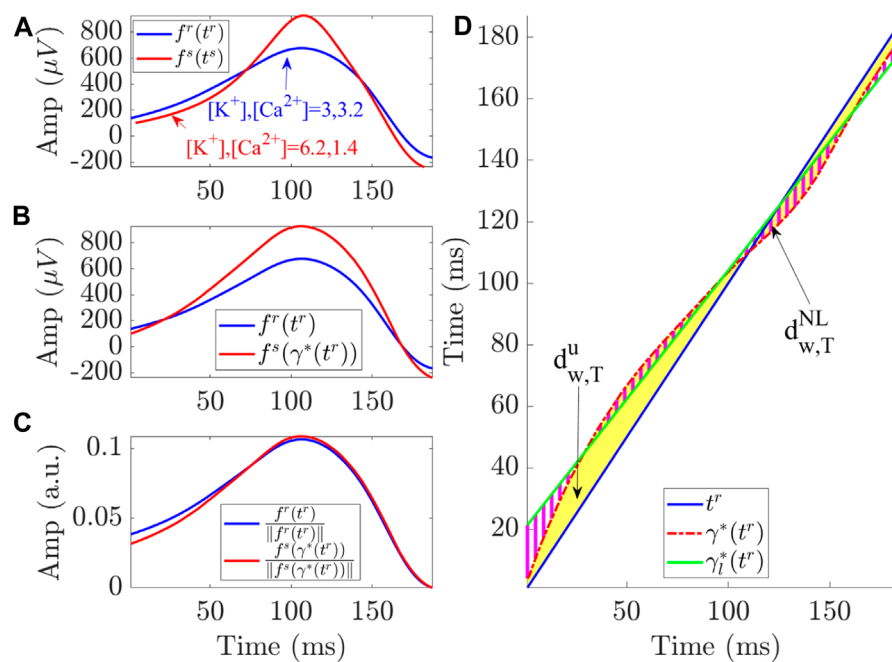 A
Amp (μV)
800
600
400
200
0
-200
f^r(t^r)
f^s(t^s)
[K+],[Ca2+]=3,3.2
[K+],[Ca2+]=6.2,1.4
50
100
150
B
Amp (μV)
800
600
400
200
0
-200
f^r(t^r)
f^s(γ*(t^r))
50
100
150
C
Amp (a.u.)
0.1
0.05
0
f^r(t^r)
||f^r(t^r)||
f^s(γ*(t^r))
||f^s(γ*(t^r))||
50
100
150
Time (ms)
D
Time (ms)
180
160
140
120
100
80
60
40
20
d^u_w,T
d^NL_w,T
t^r
γ*(t^r)
γ*_l(t^r)
50
100
150
Time (ms)